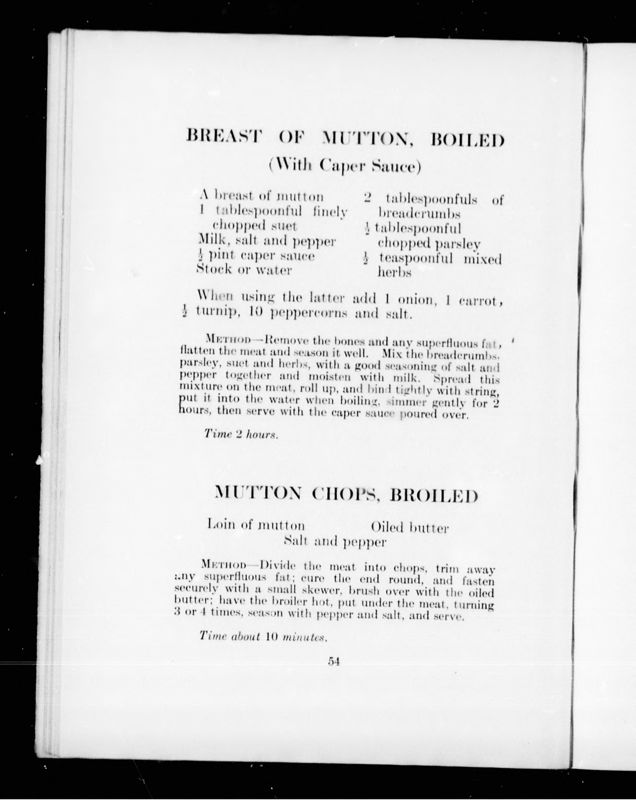 BREAST OF MUTTON, BOILED
(With Caper Sauce)
A breast of mutton
1 tablespoonful finely
chopped suet
Milk, salt and pepper
½ pint caper sauce
Stock or water
2 tablespoonfuls of
breadcrumbs
½ tablespoonful
chopped parsley
½ teaspoonful mixed
herbs
When using the latter add 1 onion, 1 carrot,
½ turnip, 10 peppercorns and salt.
METHOD—Remove the bones and any superfluous fat,
flatten the meat and season it well. Mix the breadcrumbs,
parsley, suet and herbs, with a good seasoning of salt and
pepper together and moisten with milk. Spread this
mixture on the meat, roll up, and bind tightly with string,
put it into the water when boiling, simmer gently for 2
hours, then serve with the caper sauce poured over.
Time 2 hours.
MUTTON CHOPS, BROILED
Loin of mutton Oiled butter
Salt and pepper
METHOD—Divide the meat into chops, trim away
any superfluous fat; cure the end round, and fasten
securely with a small skewer, brush over with the oiled
butter; have the broiler hot, put under the meat, turning
3 or 4 times, season with pepper and salt, and serve.
Time about 10 minutes.
54